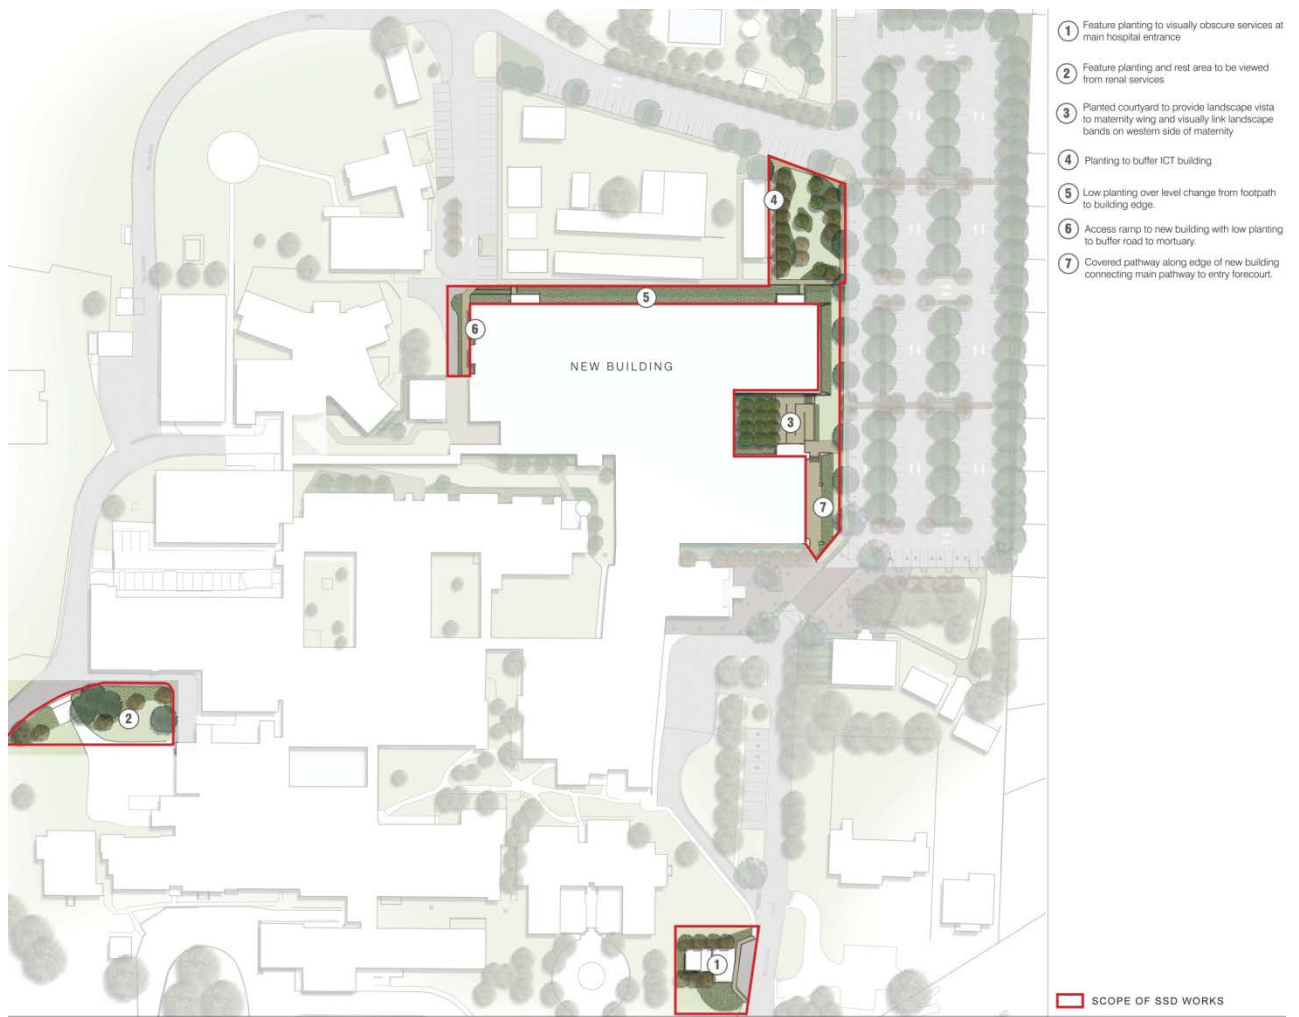 1 Feature planting to visually obscure services at
main hospital entrance
2 Feature planting and rest area to be viewed
from renal services
3 Planted courtyard to provide landscape vista
to maternity wing and visually link landscape
bands on western side of maternity
4 Planting to buffer ICT building
5 Low planting over level change from footpath
to building edge.
6 Access ramp to new building with low planting
to buffer road to mortuary.
7 Covered pathway along edge of new building
connecting main pathway to entry forecourt.
4
5
6
NEW BUILDING
3
7
2
1
SCOPE OF SSD WORKS